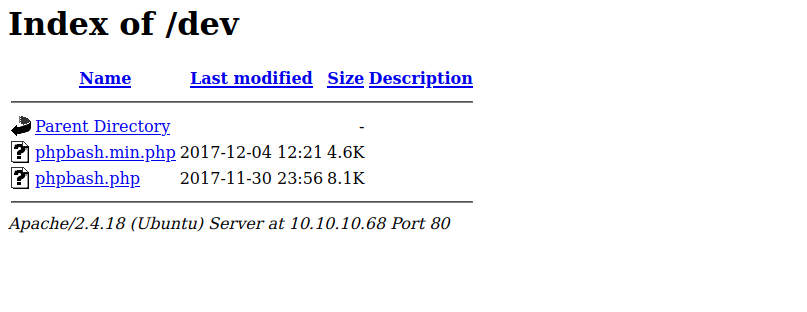 Index of /dev
Name Last modified Size Description
Parent Directory -
phpbash.min.php 2017-12-04 12:21 4.6K
phpbash.php 2017-11-30 23:56 8.1K
Apache/2.4.18 (Ubuntu) Server at 10.10.10.68 Port 80